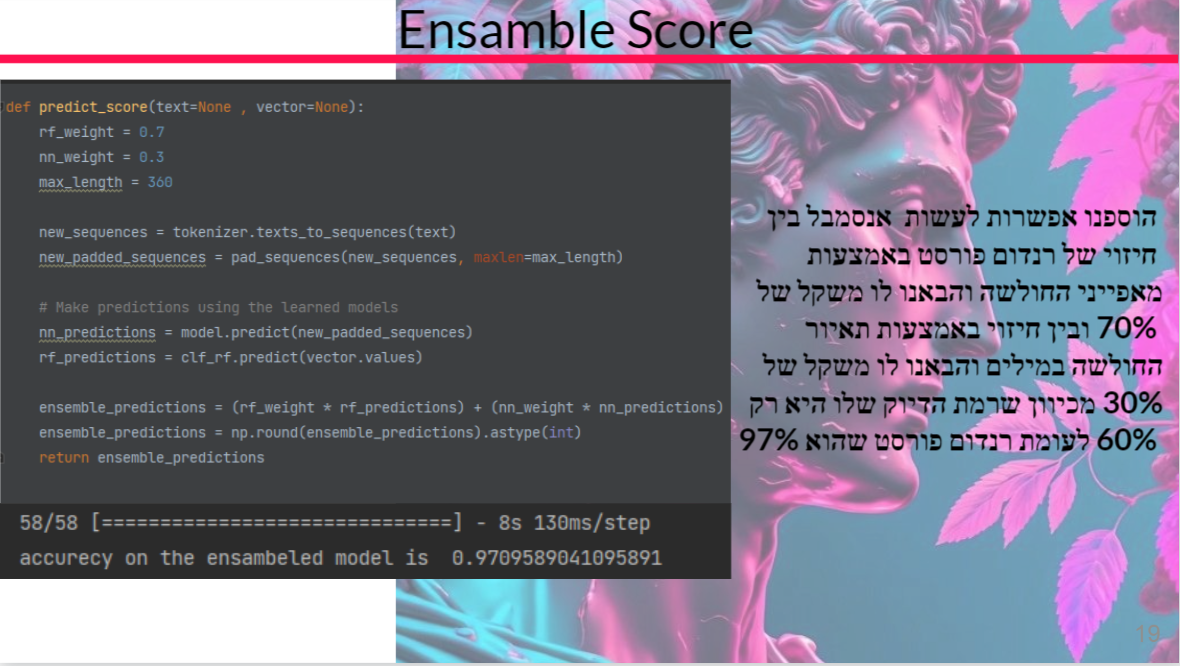 Ensamble Score
def predict_score(text=None , vector=None):
rf_weight = 0.7
nn_weight = 0.3
max_length = 360
new_sequences = tokenizer.texts_to_sequences(text)
new_padded_sequences = pad_sequences(new_sequences, maxlen=max_length)
# Make predictions using the learned models
nn_predictions = model.predict(new_padded_sequences)
rf_predictions = clf_rf.predict(vector.values)
ensemble_predictions = (rf_weight * rf_predictions) + (nn_weight * nn_predictions)
ensemble_predictions = np.round(ensemble_predictions).astype(int)
return ensemble_predictions
58/58 [==============================] - 8s 130ms/step
accurecy on the ensambeled model is 0.9709589041095891
הוספנו אפשרות לעשות אנסמבל בין
חיזוי של רנדום פורסט באמצעות
מאפייני החולשה והבאנו לו משקל של
70% ובין חיזוי באמצעות תאיור
החולשה במילים והבאנו לו משקל של
30% מכיוון שרמת הדיוק שלו היא רק
60% לעומת רנדום פורסט שהוא 97%
19